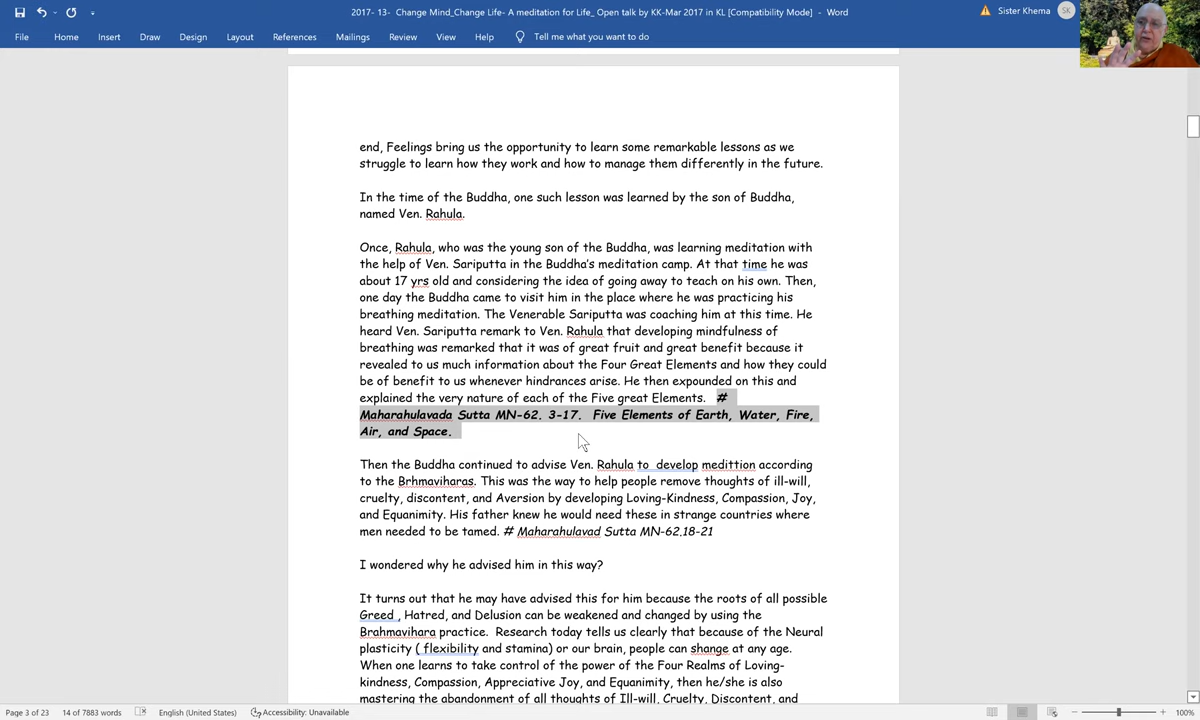 2017- 13-  Change Mind_Change Life- A meditation for Life_ Open talk by KK-Mar 2017 in KL [Compatibility Mode]  -  Word
Sister Khema
SK
File Home Insert Draw Design Layout References Mailings Review View Help Tell me what you want to do
end, Feelings bring us the opportunity to learn some remarkable lessons as we
struggle to learn how they work and how to manage them differently in the future.
In the time of the Buddha, one such lesson was learned by the son of Buddha,
named Ven. Rahula.
Once, Rahula, who was the young son of the Buddha, was learning meditation with
the help of Ven. Sariputta in the Buddha's meditation camp. At that time he was
about 17 yrs old and considering the idea of going away to teach on his own. Then,
one day the Buddha came to visit him in the place where he was practicing his
breathing meditation. The Venerable Sariputta was coaching him at this time. He
heard Ven. Sariputta remark to Ven. Rahula that developing mindfulness of
breathing was remarked that it was of great fruit and great benefit because it
revealed to us much information about the Four Great Elements and how they could
be of benefit to us whenever hindrances arise. He then expounded on this and
explained the very nature of each of the Five great Elements.   #
Maharahulavada Sutta MN-62. 3-17.  Five Elements of Earth, Water, Fire,
Air, and Space.
Then the Buddha continued to advise Ven. Rahula to  develop medittion according
to the Brhmaviharas. This was the way to help people remove thoughts of ill-will,
cruelty, discontent, and Aversion by developing Loving-Kindness, Compassion, Joy,
and Equanimity. His father knew he would need these in strange countries where
men needed to be tamed. # Maharahulavad Sutta MN-62.18-21
I wondered why he advised him in this way?
It turns out that he may have advised this for him because the roots of all possible
Greed , Hatred, and Delusion can be weakened and changed by using the
Brahmavihara practice.  Research today tells us clearly that because of the Neural
plasticity ( flexibility and stamina) or our brain, people can shange at any age.
When one learns to take control of the power of the Four Realms of Loving-
kindness, Compassion, Appreciative Joy, and Equanimity, then he/she is also
mastering the abandonment of all thoughts of Ill-will, Cruelty, Discontent, and
Page 3 of 23 14 of 7883 words English (United States) Accessibility: Unavailable 100%